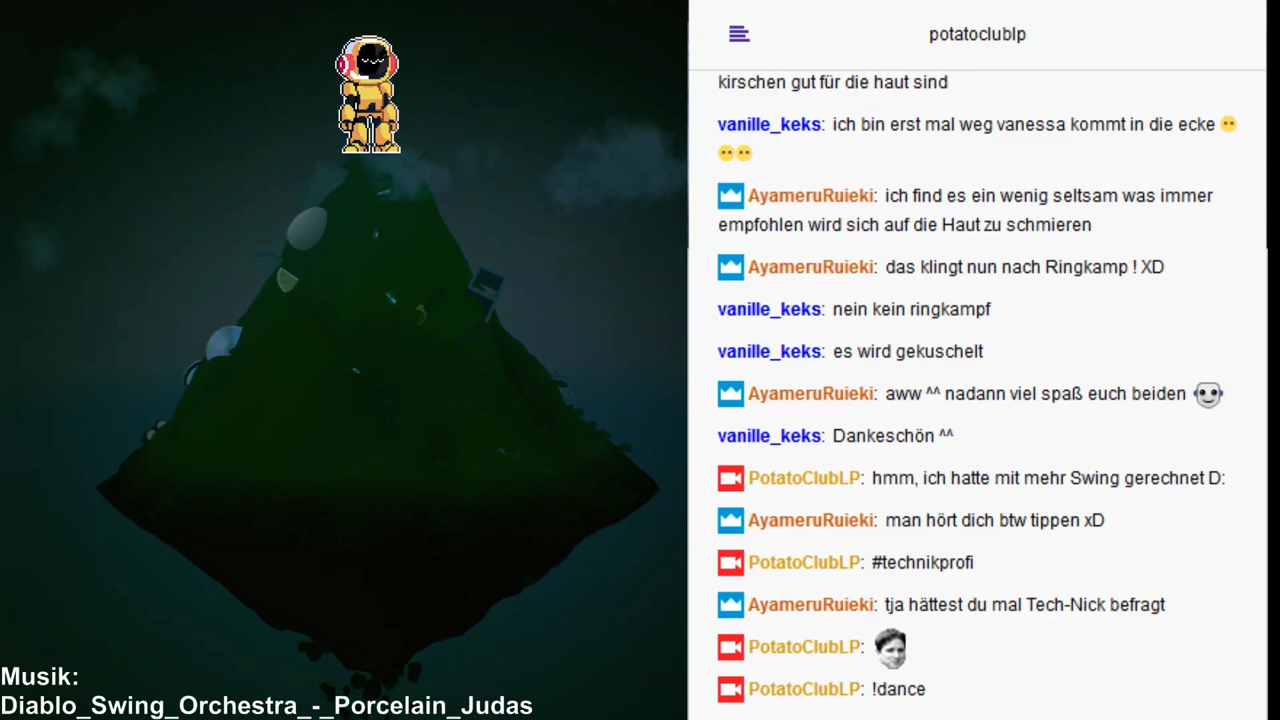 potatoclublp
kirschen gut für die haut sind
vanille_keks: ich bin erst mal weg vanessa kommt in die ecke
AyameruRuieki: ich find es ein wenig seltsam was immer
empfohlen wird sich auf die Haut zu schmieren
AyameruRuieki: das klingt nun nach Ringkamp ! XD
vanille_keks: nein kein ringkampf
vanille_keks: es wird gekuschelt
AyameruRuieki: aww ^^ nadann viel spaß euch beiden
vanille_keks: Dankeschön ^^
PotatoClubLP: hmm, ich hatte mit mehr Swing gerechnet D:
AyameruRuieki: man hört dich btw tippen xD
PotatoClubLP: #technikprofi
AyameruRuieki: tja hättest du mal Tech-Nick befragt
PotatoClubLP:
PotatoClubLP: !dance
Musik:
Diablo_Swing_Orchestra_-_Porcelain_Judas